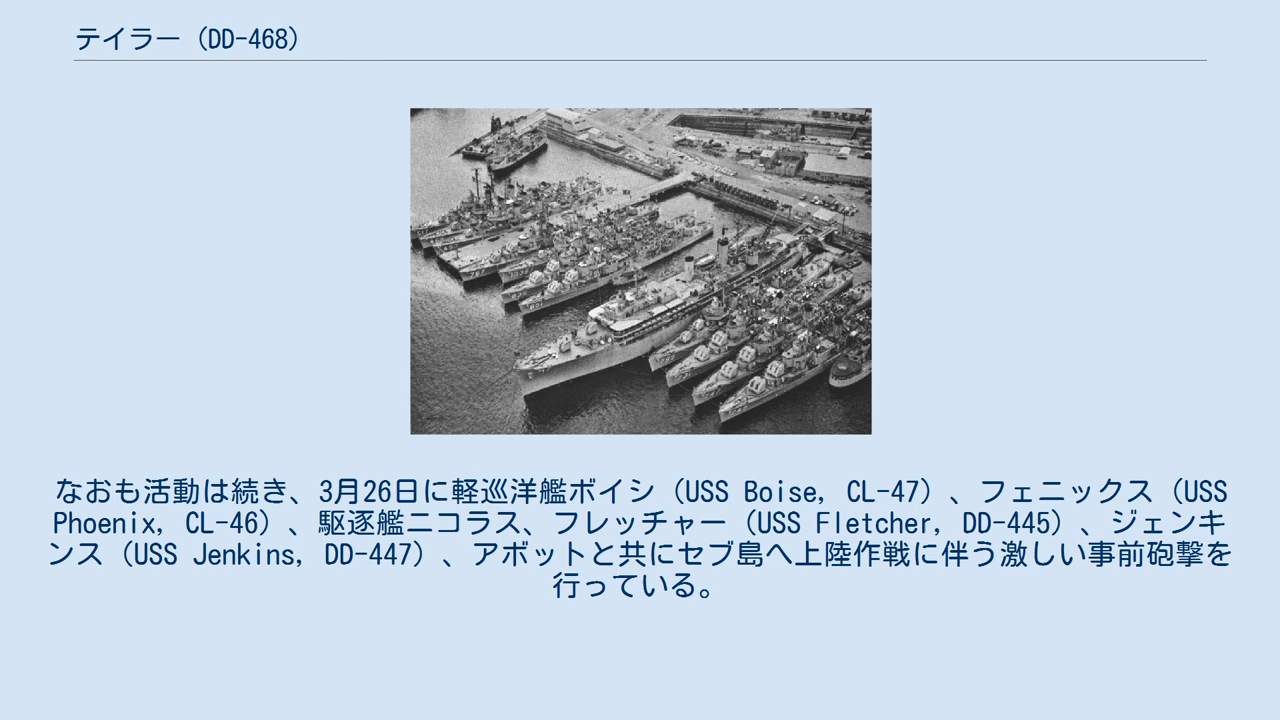 テイラー（DD-468）
なおも活動は続き、3月26日に軽巡洋艦ボイシ（USS Boise, CL-47）、フェニックス（USS
Phoenix, CL-46）、駆逐艦ニコラス、フレッチャー（USS Fletcher, DD-445）、ジェンキ
ンス（USS Jenkins, DD-447）、アボットと共にセブ島へ上陸作戦に伴う激しい事前砲撃を
行っている。